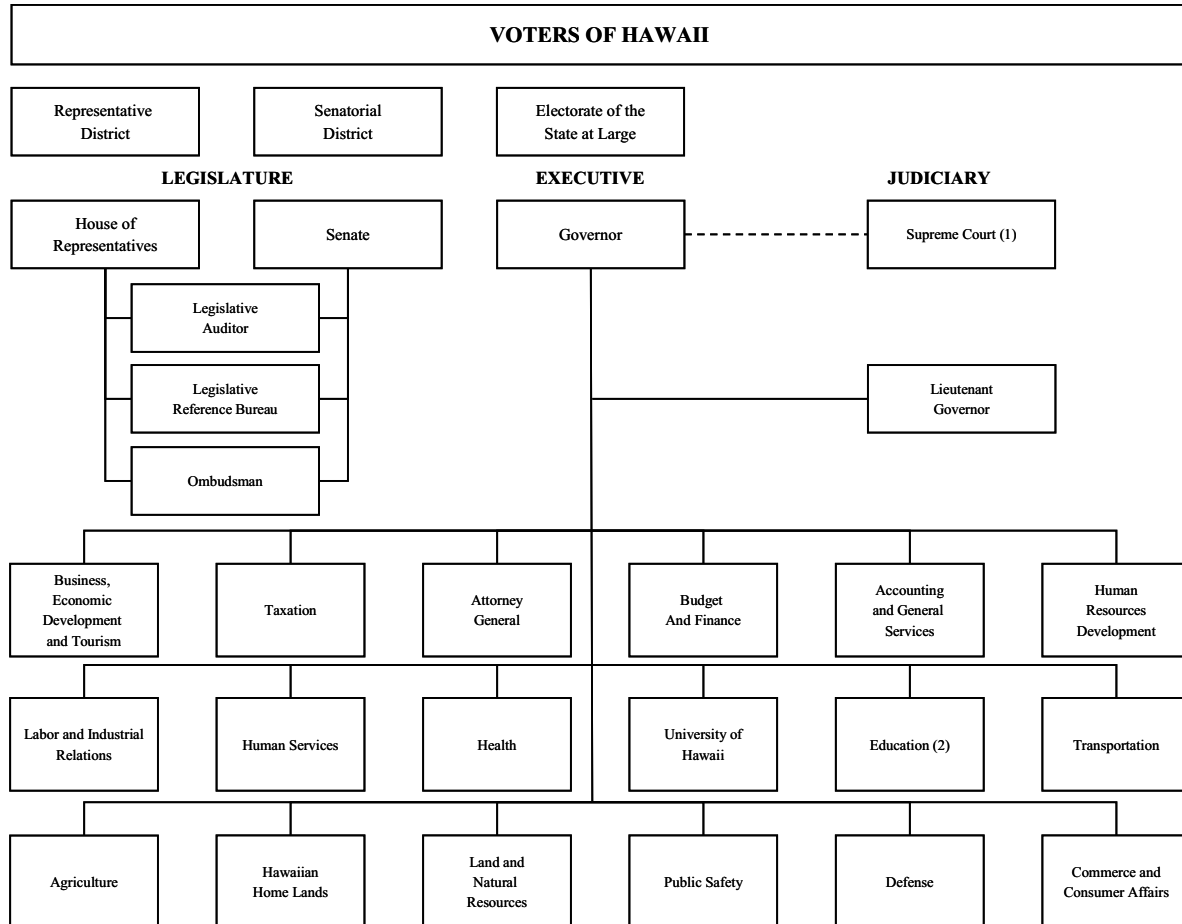 VOTERS OF HAWAII
Representative
District
Senatorial
District
Electorate of the
State at Large
LEGISLATURE
EXECUTIVE
JUDICIARY
House of
Representatives
Senate
Governor
Supreme Court (1)
Legislative
Auditor
Legislative
Reference Bureau
Lieutenant
Governor
Ombudsman
Business,
Economic
Development
and Tourism
Taxation
Attorney
General
Budget
And Finance
Accounting
and General
Services
Human
Resources
Development
Labor and Industrial
Relations
Human Services
Health
University of
Hawaii
Education (2)
Transportation
Agriculture
Hawaiian
Home Lands
Land and
Natural
Resources
Public Safety
Defense
Commerce and
Consumer Affairs